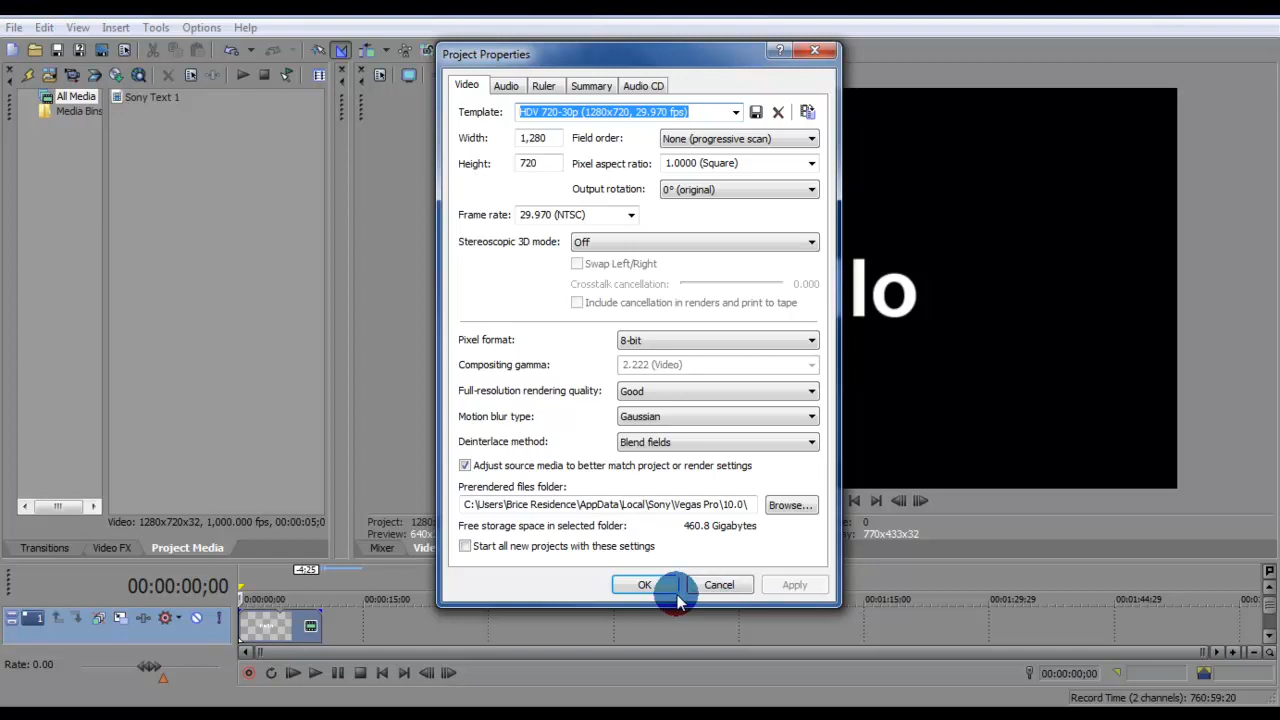 File Edit View Insert Tools Options Help
Project Properties
Video Audio Ruler Summary Audio CD
All Media
Media Bins
Sony Text 1
Template: HDV 720-30p (1280x720, 29.970 fps)
Width: 1,280 Field order: None (progressive scan)
Height: 720 Pixel aspect ratio: 1.0000 (Square)
Output rotation: 0° (original)
Frame rate: 29.970 (NTSC)
Stereoscopic 3D mode: Off
Swap Left/Right
Crosstalk cancellation: 0.000
Include cancellation in renders and print to tape
lo
Pixel format: 8-bit
Compositing gamma: 2.222 (Video)
Full-resolution rendering quality: Good
Motion blur type: Gaussian
Deinterlace method: Blend fields
Adjust source media to better match project or render settings
Prerendered files folder:
C:\Users\Brice Residence\AppData\Local\Sony\Vegas Pro\10.0\ Browse...
Free storage space in selected folder: 460.8 Gigabytes
Start all new projects with these settings
OK Cancel Apply
Video: 1280x720x32, 1,000.000 fps, 00:00:05;0
Project: 1280
Preview: 640x
0
770x433x32
Transitions Video FX Project Media Mixer Vide
-4:25
00:00:00;00
0:00:00;00 00:00:15;00 00:01:15;00 00:01:29;29 00:01:44;29 00:0
1
Rate: 0.00
00:00:00;00
Record Time (2 channels): 760:59:20